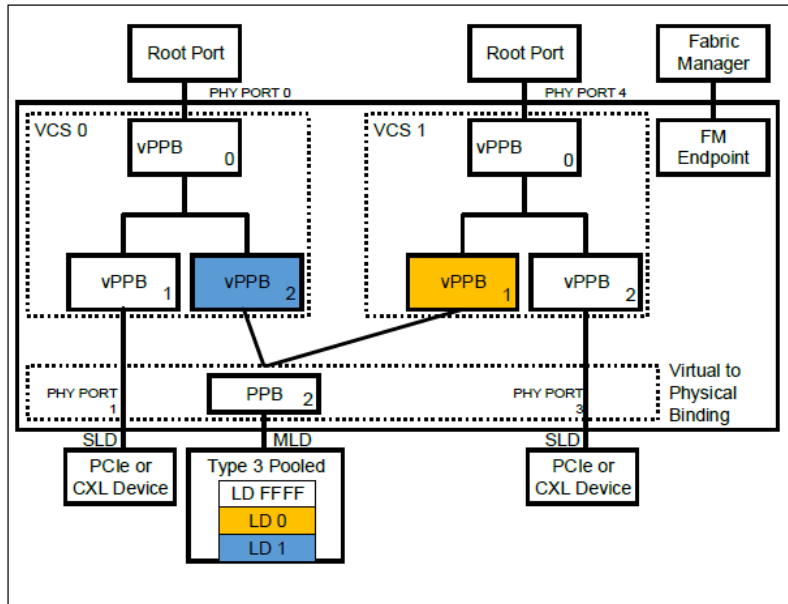 Root Port
Root Port
Fabric
Manager
PHY PORT 0
PHY PORT 4
VCS 0
vPPB
0
VCS 1
vPPB
0
FM
Endpoint
vPPB
1
vPPB
2
vPPB
1
vPPB
2
PHY PORT
1
PPB
2
PHY PORT
3
Virtual to
Physical
Binding
SLD
MLD
SLD
PCIe or
CXL Device
Type 3 Pooled
LD FFFF
LD 0
LD 1
PCIe or
CXL Device